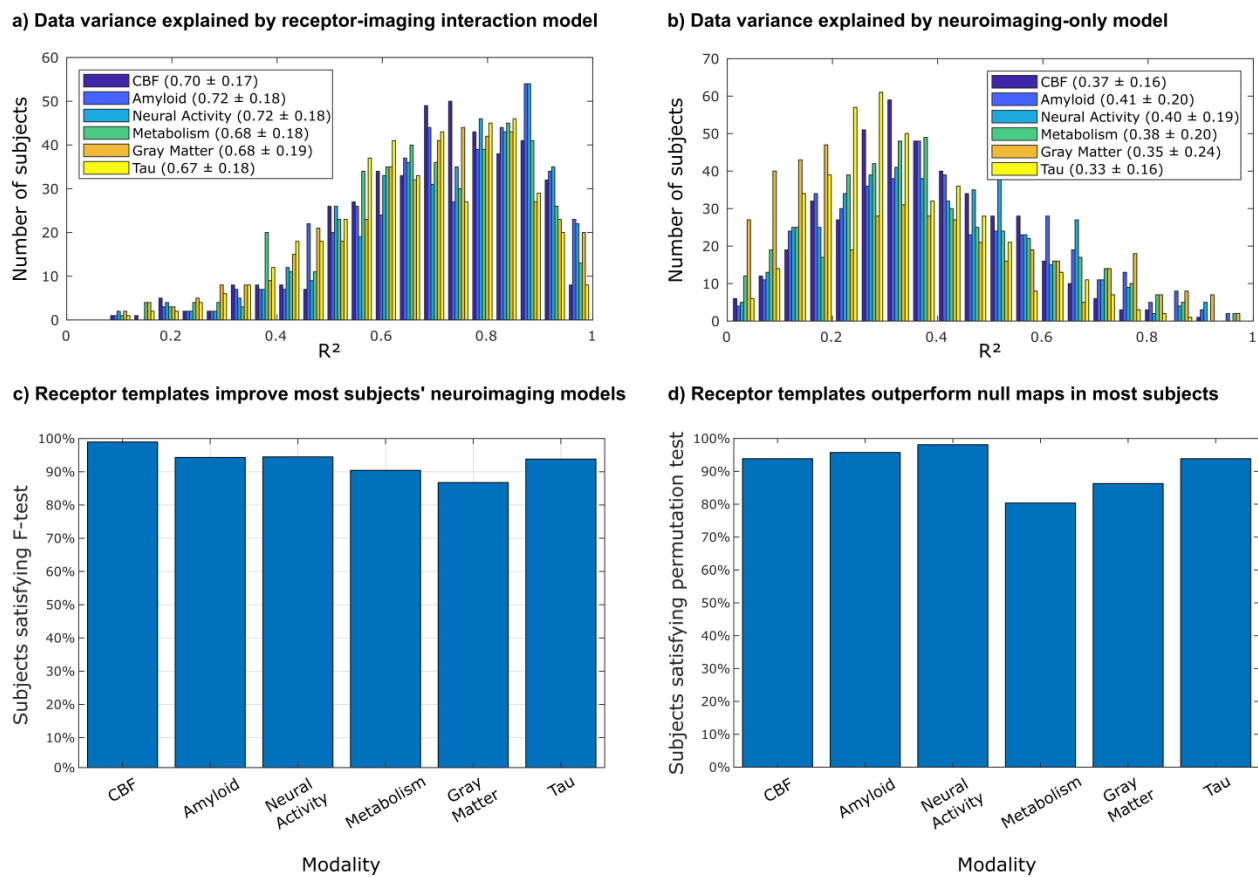 a) Data variance explained by receptor-imaging interaction model
60
50
40
30
20
10
0
Number of subjects
CBF (0.70 ± 0.17)
Amyloid (0.72 ± 0.18)
Neural Activity (0.72 ± 0.18)
Metabolism (0.68 ± 0.18)
Gray Matter (0.68 ± 0.19)
Tau (0.67 ± 0.18)
0 0.2 0.4 0.6 0.8 1
R²
b) Data variance explained by neuroimaging-only model
70
60
50
40
30
20
10
0
Number of subjects
CBF (0.37 ± 0.16)
Amyloid (0.41 ± 0.20)
Neural Activity (0.40 ± 0.19)
Metabolism (0.38 ± 0.20)
Gray Matter (0.35 ± 0.24)
Tau (0.33 ± 0.16)
0 0.2 0.4 0.6 0.8 1
R²
c) Receptor templates improve most subjects' neuroimaging models
100%
90%
80%
70%
60%
50%
40%
30%
20%
10%
0%
Subjects satisfying F-test
CBF
Amyloid
Neural
Activity
Metabolism
Gray
Matter
Tau
Modality
d) Receptor templates outperform null maps in most subjects
100%
90%
80%
70%
60%
50%
40%
30%
20%
10%
0%
Subjects satisfying permutation test
CBF
Amyloid
Neural
Activity
Metabolism
Gray
Matter
Tau
Modality